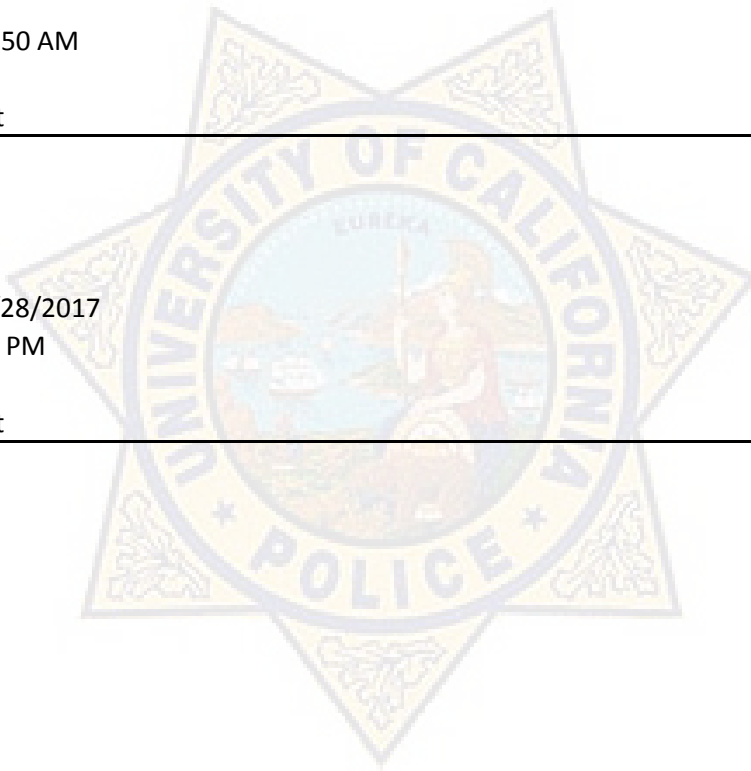 50 AM
t
28/2017
PM
t
UNIVERSITY OF CALIFORNIA
EUREKA
* POLICE *